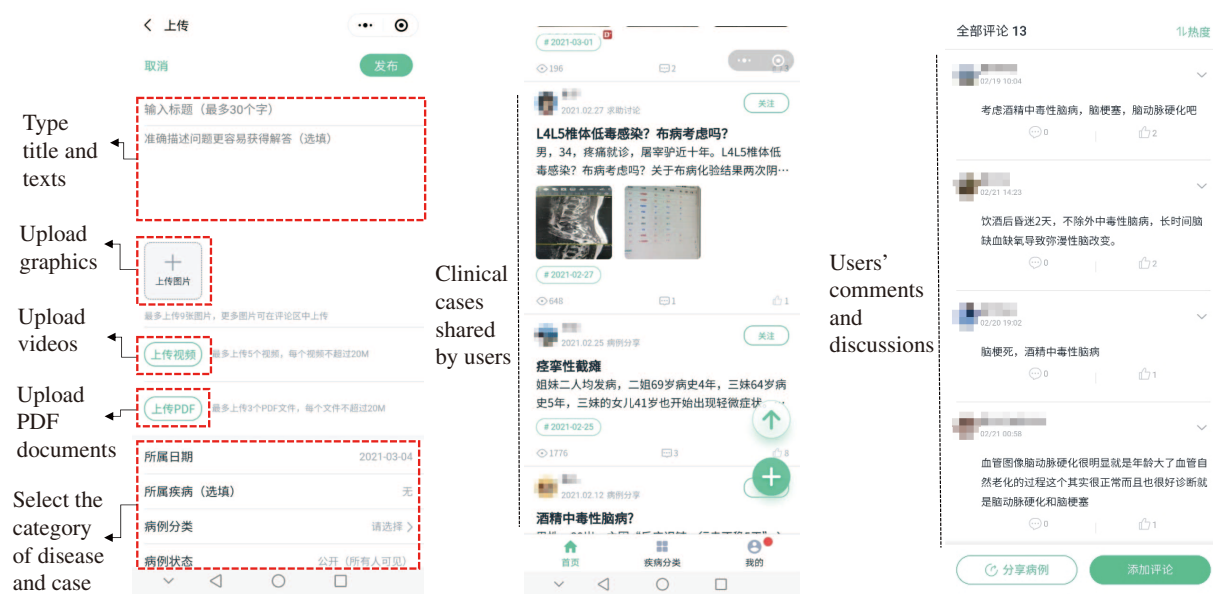 上传
取消
发布
Type
title and
texts
输入标题（最多30个字）
准确描述问题更容易获得解答（选填）
Upload
graphics
上传图片
最多上传9张图片，更多图片可在评论区中上传
Upload
videos
上传视频
最多上传5个视频，每个视频不超过20M
Upload
PDF
documents
上传PDF
最多上传3个PDF文件，每个文件不超过20M
Select the
category
of disease
and case
所属日期 2021-03-04
所属疾病（选填） 无
病例分类 请选择
病例状态 公开（所有人可见）
Clinical
cases
shared
by users
# 2021-03-01
196 2
2021.02.27 求助讨论
关注
L4L5椎体低毒感染？布病考虑吗？
男，34，疼痛就诊，屠宰驴近十年。L4L5椎体低
毒感染？布病考虑吗？关于布病化验结果两次阴…
# 2021-02-27
648 1 1
2021.02.25 病例分享
关注
痉挛性截瘫
姐妹二人均发病，二姐69岁病史4年，三妹64岁病
史5年，三妹的女儿41岁也开始出现轻微症状
# 2021-02-25
1776 3 8
2021.02.12 病例分享
酒精中毒性脑病？
首页 疾病分类 我的
Users’
comments
and
discussions
全部评论 13 热度
02/19 10:04
考虑酒精中毒性脑病，脑梗塞，脑动脉硬化吧
0 2
02/21 14:23
饮酒后昏迷2天，不除外中毒性脑病，长时间脑
缺血缺氧导致弥漫性脑改变。
0 2
02/20 19:02
脑梗死，酒精中毒性脑病
0 1
02/21 00:58
血管图像脑动脉硬化很明显就是年龄大了血管自
然老化的过程这个其实很正常而且也很好诊断就
是脑动脉硬化和脑梗塞
0 1
分享病例
添加评论